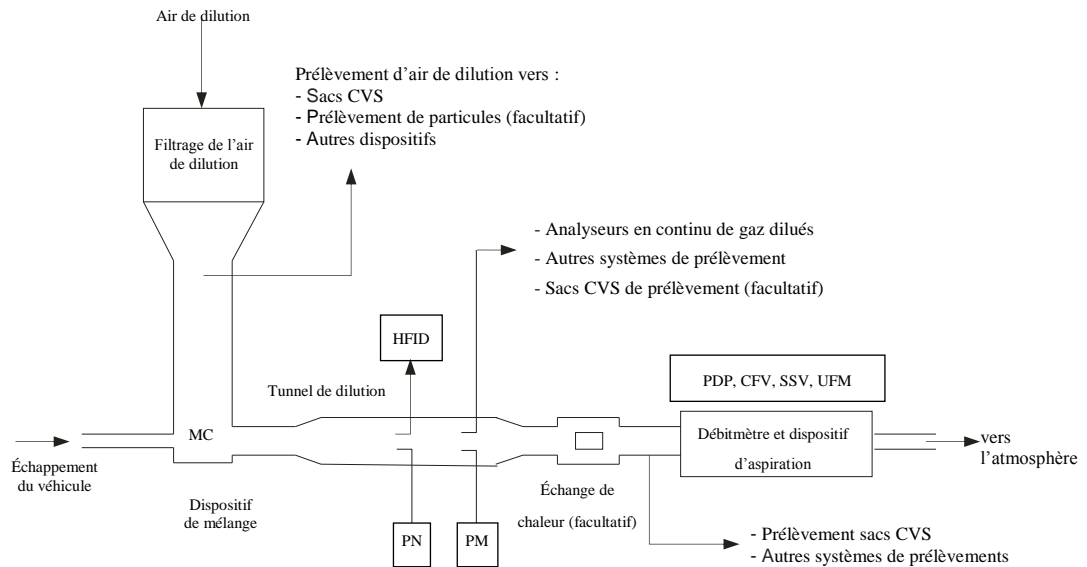 Air de dilution
Prélèvement d’air de dilution vers :
- Sacs CVS
- Prélèvement de particules (facultatif)
- Autres dispositifs
Filtrage de l’air
de dilution
- Analyseurs en continu de gaz dilués
- Autres systèmes de prélèvement
- Sacs CVS de prélèvement (facultatif)
HFID
Tunnel de dilution
PDP, CFV, SSV, UFM
MC
Débitmètre et dispositif
d’aspiration
vers
l’atmosphère
Échappement
du véhicule
Dispositif
de mélange
Échange de
chaleur (facultatif)
PN
PM
- Prélèvement sacs CVS
- Autres systèmes de prélèvements